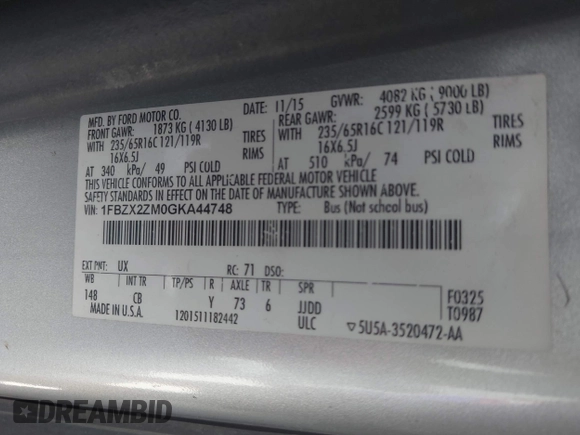 MFD. BY FORD MOTOR CO. 11/15 GVWR: 4082 KG ( 9000 LB)
FRONT GAWR: 1873 KG ( 4130 LB) REAR GAWR: 2599 KG ( 5730 LB)
WITH 235/65R16C 121/119R TIRES WITH 235/65R16C 121/119R TIRES
16X6.5J RIMS 16X6.5J RIMS
AT 340 kPa/ 49 PSI COLD AT 510 kPa/ 74 PSI COLD
THIS VEHICLE CONFORMS TO ALL APPLICABLE FEDERAL MOTOR VEHICLE
SAFETY STANDARDS IN EFFECT ON THE DATE OF MANUFACTURE SHOWN ABOVE.
VIN: 1FBZX2ZM0GKA44748 TYPE: Bus (Not school bus)
EXT PNT: UX RC: 71 DSO:
WB INT TR TP/PS R AXLE TR SPR F0325
148 CB Y 73 6 JJDD T0987
MADE IN U.S.A. 1201511182442 ULC ▽5U5A-3520472-AA
DREAMBID